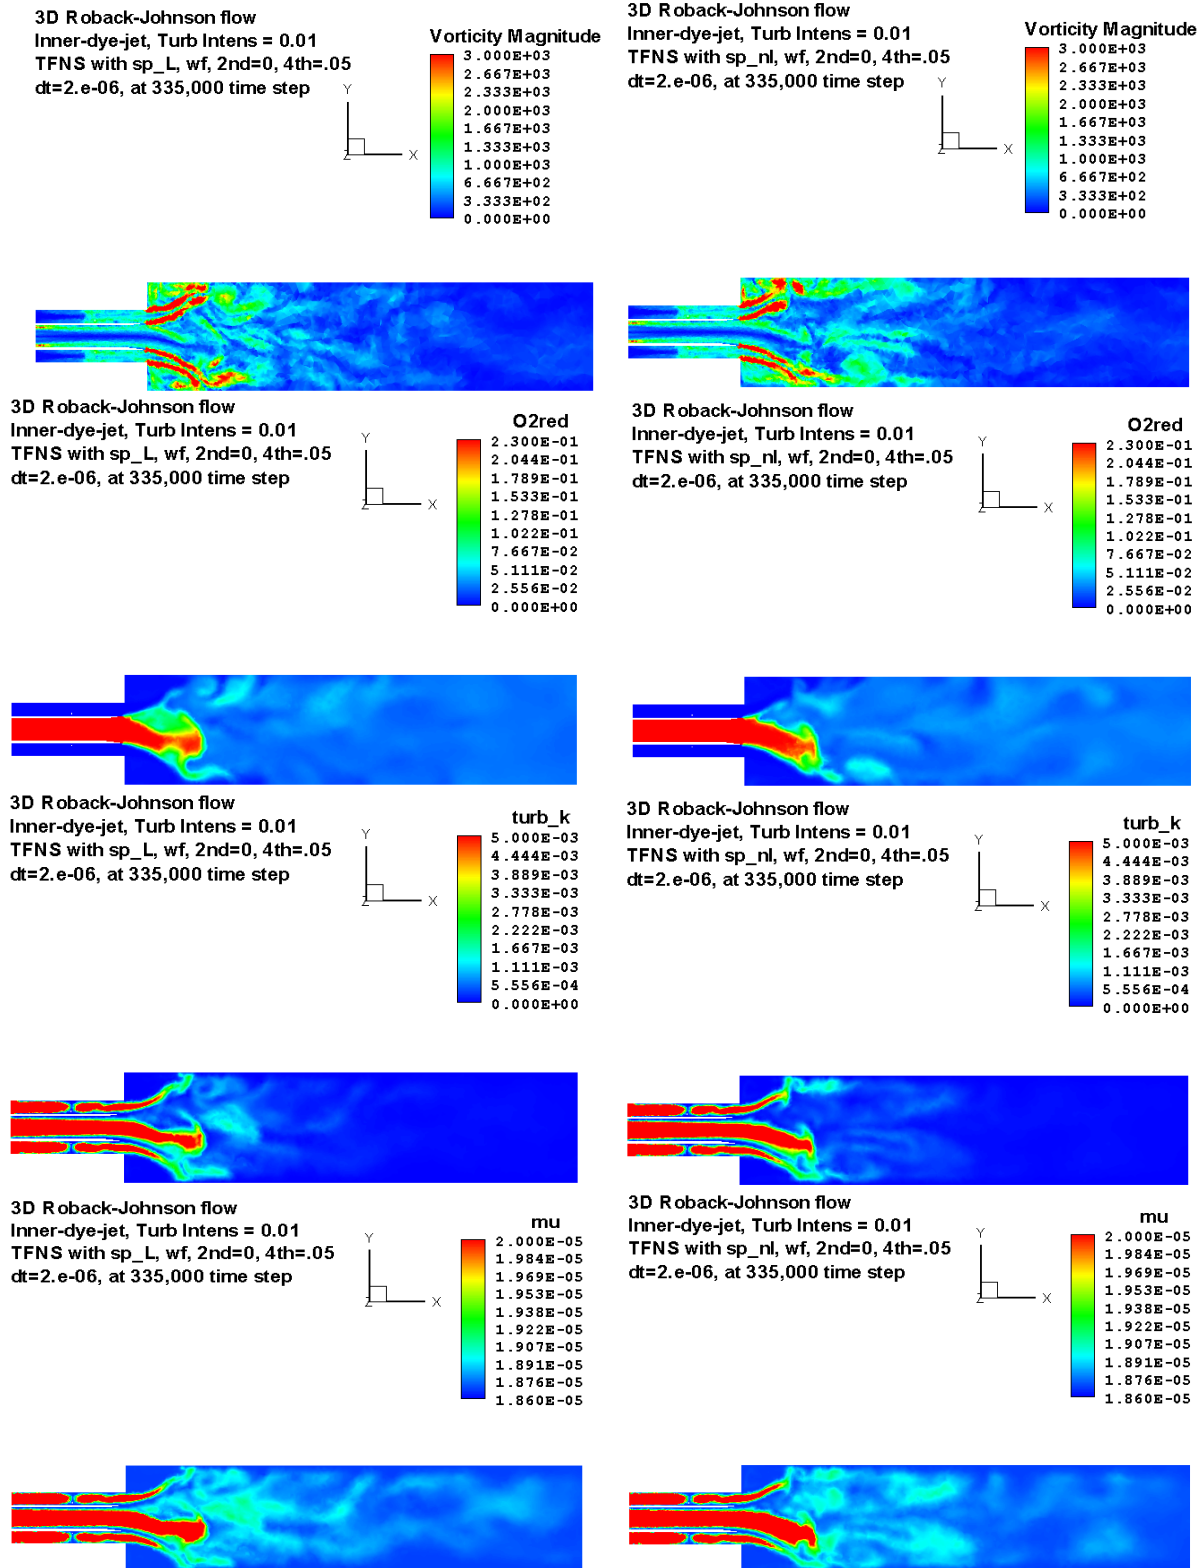 3D Roback-Johnson flow
Inner-dye-jet, Turb Intens = 0.01
TFNS with sp_L, wf, 2nd=0, 4th=.05
dt=2.e-06, at 335,000 time step
Vorticity Magnitude
3.000E+03
2.667E+03
2.333E+03
2.000E+03
1.667E+03
1.333E+03
1.000E+03
6.667E+02
3.333E+02
0.000E+00
Y
Z
X
3D Roback-Johnson flow
Inner-dye-jet, Turb Intens = 0.01
TFNS with sp_nl, wf, 2nd=0, 4th=.05
dt=2.e-06, at 335,000 time step
Vorticity Magnitude
3.000E+03
2.667E+03
2.333E+03
2.000E+03
1.667E+03
1.333E+03
1.000E+03
6.667E+02
3.333E+02
0.000E+00
Y
Z
X
3D Roback-Johnson flow
Inner-dye-jet, Turb Intens = 0.01
TFNS with sp_L, wf, 2nd=0, 4th=.05
dt=2.e-06, at 335,000 time step
O2red
2.300E-01
2.044E-01
1.789E-01
1.533E-01
1.278E-01
1.022E-01
7.667E-02
5.111E-02
2.556E-02
0.000E+00
Y
Z
X
3D Roback-Johnson flow
Inner-dye-jet, Turb Intens = 0.01
TFNS with sp_nl, wf, 2nd=0, 4th=.05
dt=2.e-06, at 335,000 time step
O2red
2.300E-01
2.044E-01
1.789E-01
1.533E-01
1.278E-01
1.022E-01
7.667E-02
5.111E-02
2.556E-02
0.000E+00
Y
Z
X
3D Roback-Johnson flow
Inner-dye-jet, Turb Intens = 0.01
TFNS with sp_L, wf, 2nd=0, 4th=.05
dt=2.e-06, at 335,000 time step
turb_k
5.000E-03
4.444E-03
3.889E-03
3.333E-03
2.778E-03
2.222E-03
1.667E-03
1.111E-03
5.556E-04
0.000E+00
Y
Z
X
3D Roback-Johnson flow
Inner-dye-jet, Turb Intens = 0.01
TFNS with sp_nl, wf, 2nd=0, 4th=.05
dt=2.e-06, at 335,000 time step
turb_k
5.000E-03
4.444E-03
3.889E-03
3.333E-03
2.778E-03
2.222E-03
1.667E-03
1.111E-03
5.556E-04
0.000E+00
Y
Z
X
3D Roback-Johnson flow
Inner-dye-jet, Turb Intens = 0.01
TFNS with sp_L, wf, 2nd=0, 4th=.05
dt=2.e-06, at 335,000 time step
mu
2.000E-05
1.984E-05
1.969E-05
1.953E-05
1.938E-05
1.922E-05
1.907E-05
1.891E-05
1.876E-05
1.860E-05
Y
Z
X
3D Roback-Johnson flow
Inner-dye-jet, Turb Intens = 0.01
TFNS with sp_nl, wf, 2nd=0, 4th=.05
dt=2.e-06, at 335,000 time step
mu
2.000E-05
1.984E-05
1.969E-05
1.953E-05
1.938E-05
1.922E-05
1.907E-05
1.891E-05
1.876E-05
1.860E-05
Y
Z
X